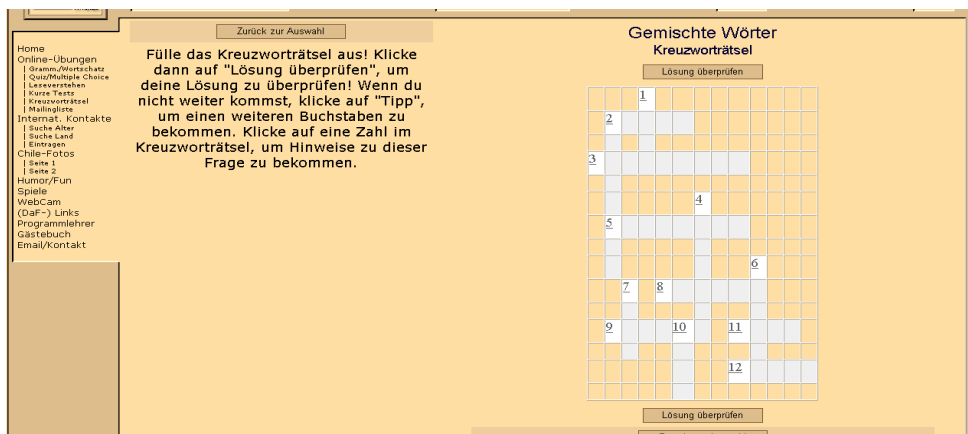 Home
Online-Übungen
| Gramm./Wortschatz
| Quiz/Multiple Choice
| Leseverstehen
| Kurze Tests
| Kreuzworträtsel
| Mailingliste
Internat. Kontakte
| Suche Alter
| Suche Land
| Eintragen
Chile-Fotos
| Seite 1
| Seite 2
Humor/Fun
Spiele
WebCam
(DaF-) Links
Programmlehrer
Gästebuch
Email/Kontakt
Zurück zur Auswahl
Fülle das Kreuzworträtsel aus! Klicke
dann auf "Lösung überprüfen", um
deine Lösung zu überprüfen! Wenn du
nicht weiter kommst, klicke auf "Tipp",
um einen weiteren Buchstaben zu
bekommen. Klicke auf eine Zahl im
Kreuzworträtsel, um Hinweise zu dieser
Frage zu bekommen.
Gemischte Wörter
Kreuzworträtsel
Lösung überprüfen
1
2
3
4
5
6
7 8
9 10 11
12
Lösung überprüfen